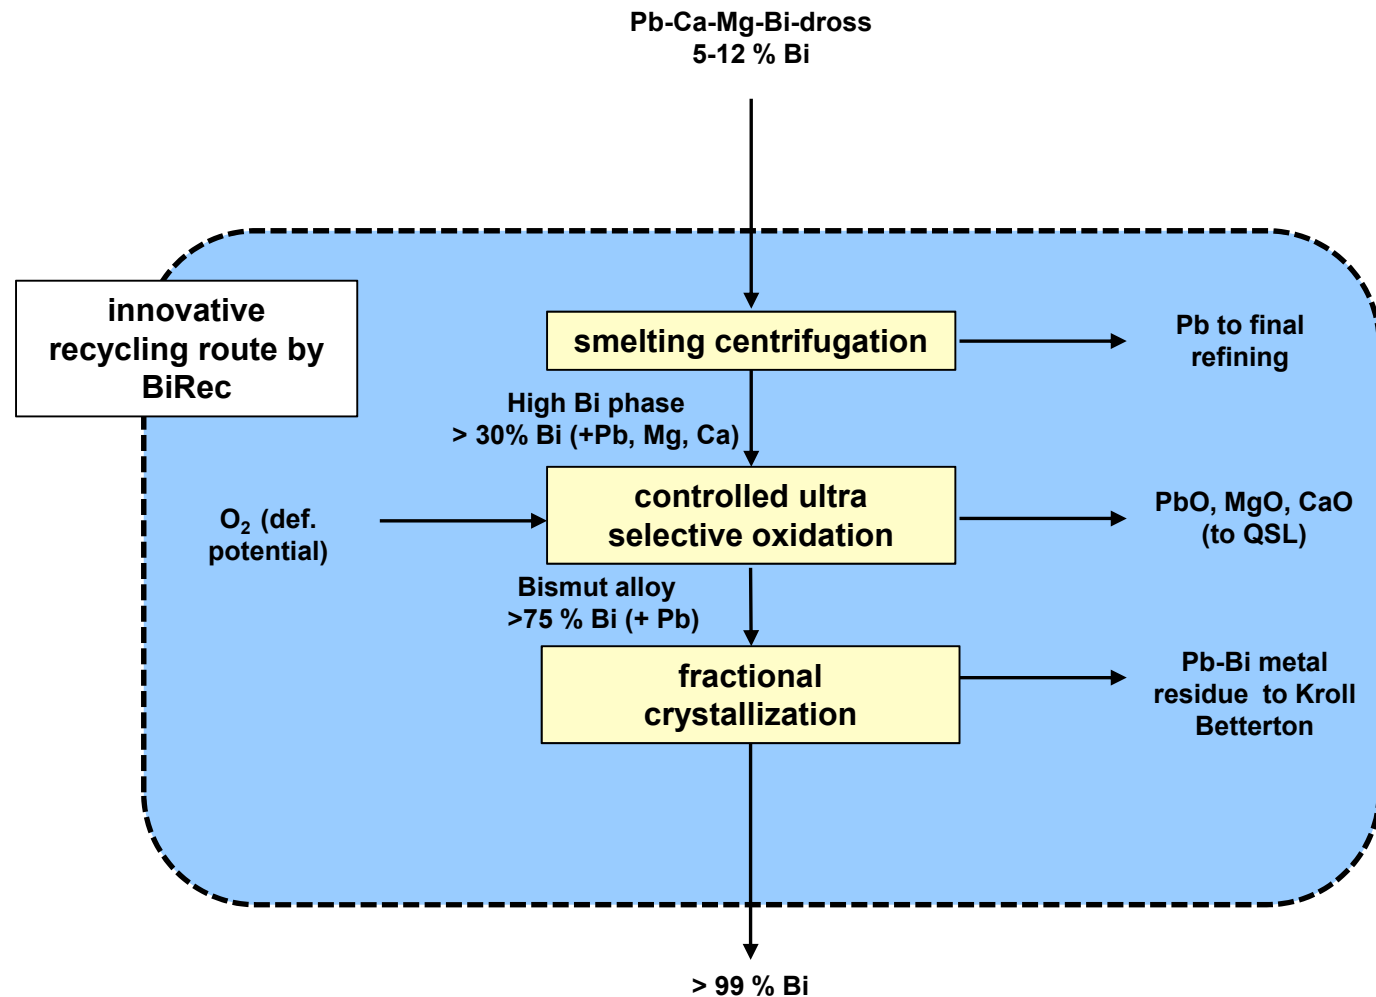 Pb-Ca-Mg-Bi-dross
5-12 % Bi
innovative
recycling route by
BiRec
smelting centrifugation
Pb to final
refining
High Bi phase
> 30% Bi (+Pb, Mg, Ca)
O₂ (def.
potential)
controlled ultra
selective oxidation
PbO, MgO, CaO
(to QSL)
Bismut alloy
>75 % Bi (+ Pb)
fractional
crystallization
Pb-Bi metal
residue to Kroll
Betterton
> 99 % Bi